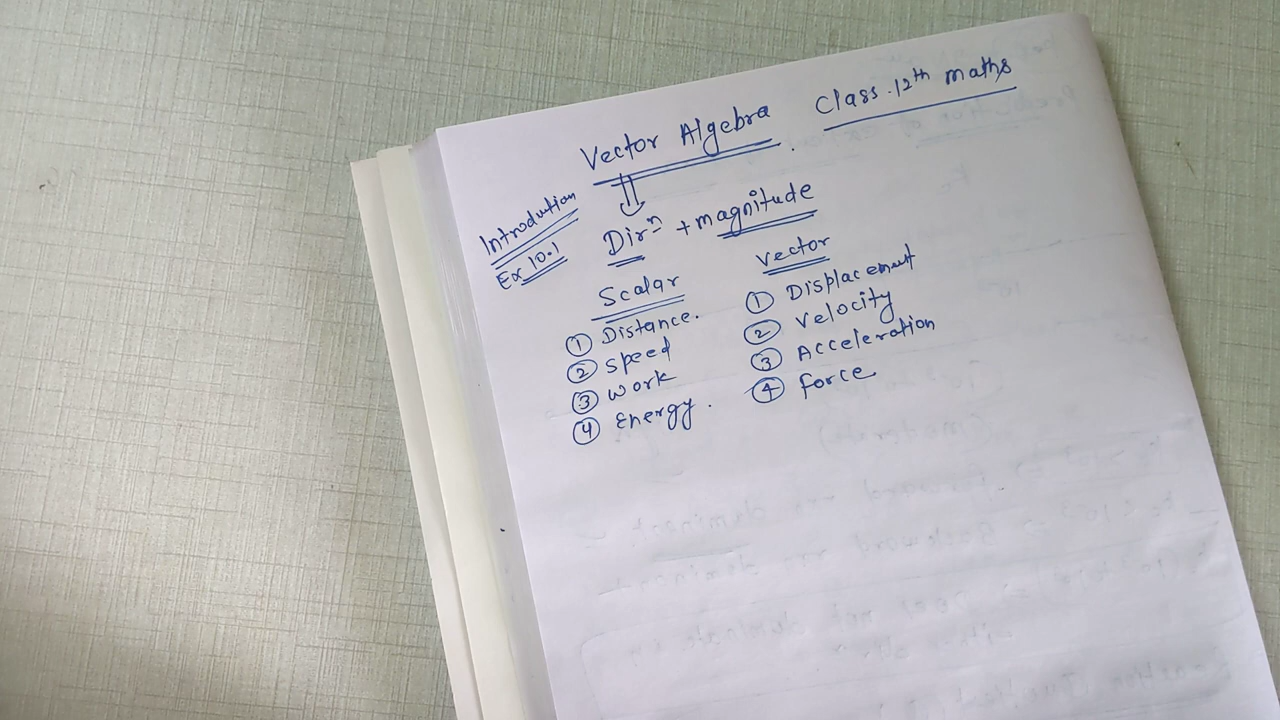 Vector Algebra Class. 12th maths
Introdution
Ex 10.1
Dirⁿ + magnitude
Scalar
① Distance.
② Speed
③ Work
④ Energy.
Vector
① Displacement
② Velocity
③ Acceleration
④ force